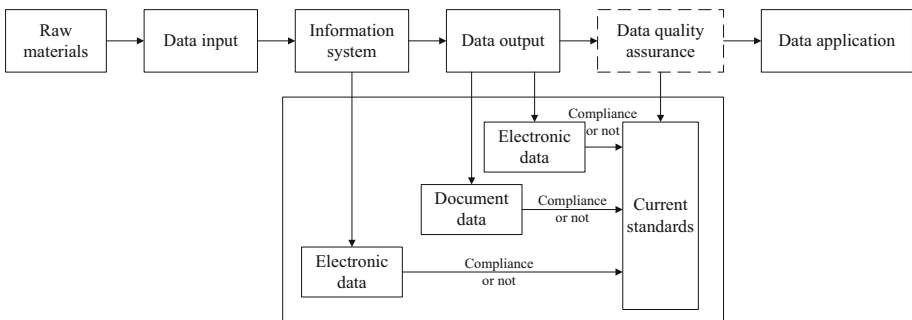 Raw
materials
Data input
Information
system
Data output
Data quality
assurance
Data application
Electronic
data
Compliance
or not
Document
data
Compliance
or not
Current
standards
Electronic
data
Compliance
or not